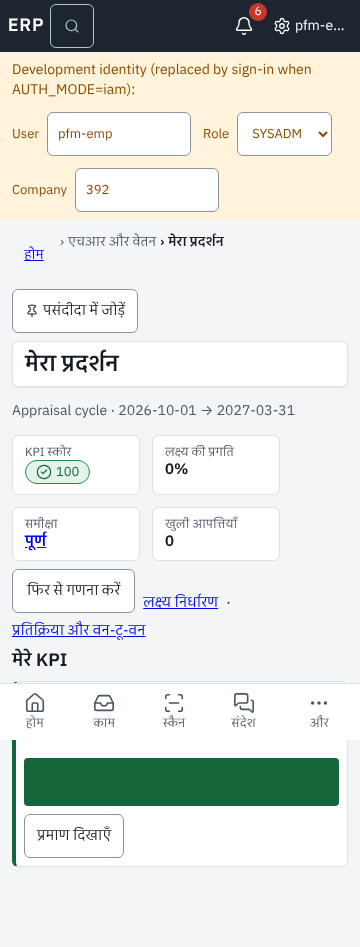 ERP
6
pfm-e...
Development identity (replaced by sign-in when
AUTH_MODE=iam):
User pfm-emp Role SYSADM
Company 392
होम › एचआर और वेतन › मेरा प्रदर्शन
पसंदीदा में जोड़ें
मेरा प्रदर्शन
Appraisal cycle · 2026-10-01 → 2027-03-31
KPI स्कोर
100
लक्ष्य की प्रगति
0%
समीक्षा
पूर्ण
खुली आपत्तियाँ
0
फिर से गणना करें लक्ष्य निर्धारण ·
प्रतिक्रिया और वन-टू-वन
मेरे KPI
होम काम स्कैन संदेश और
प्रमाण दिखाएँ